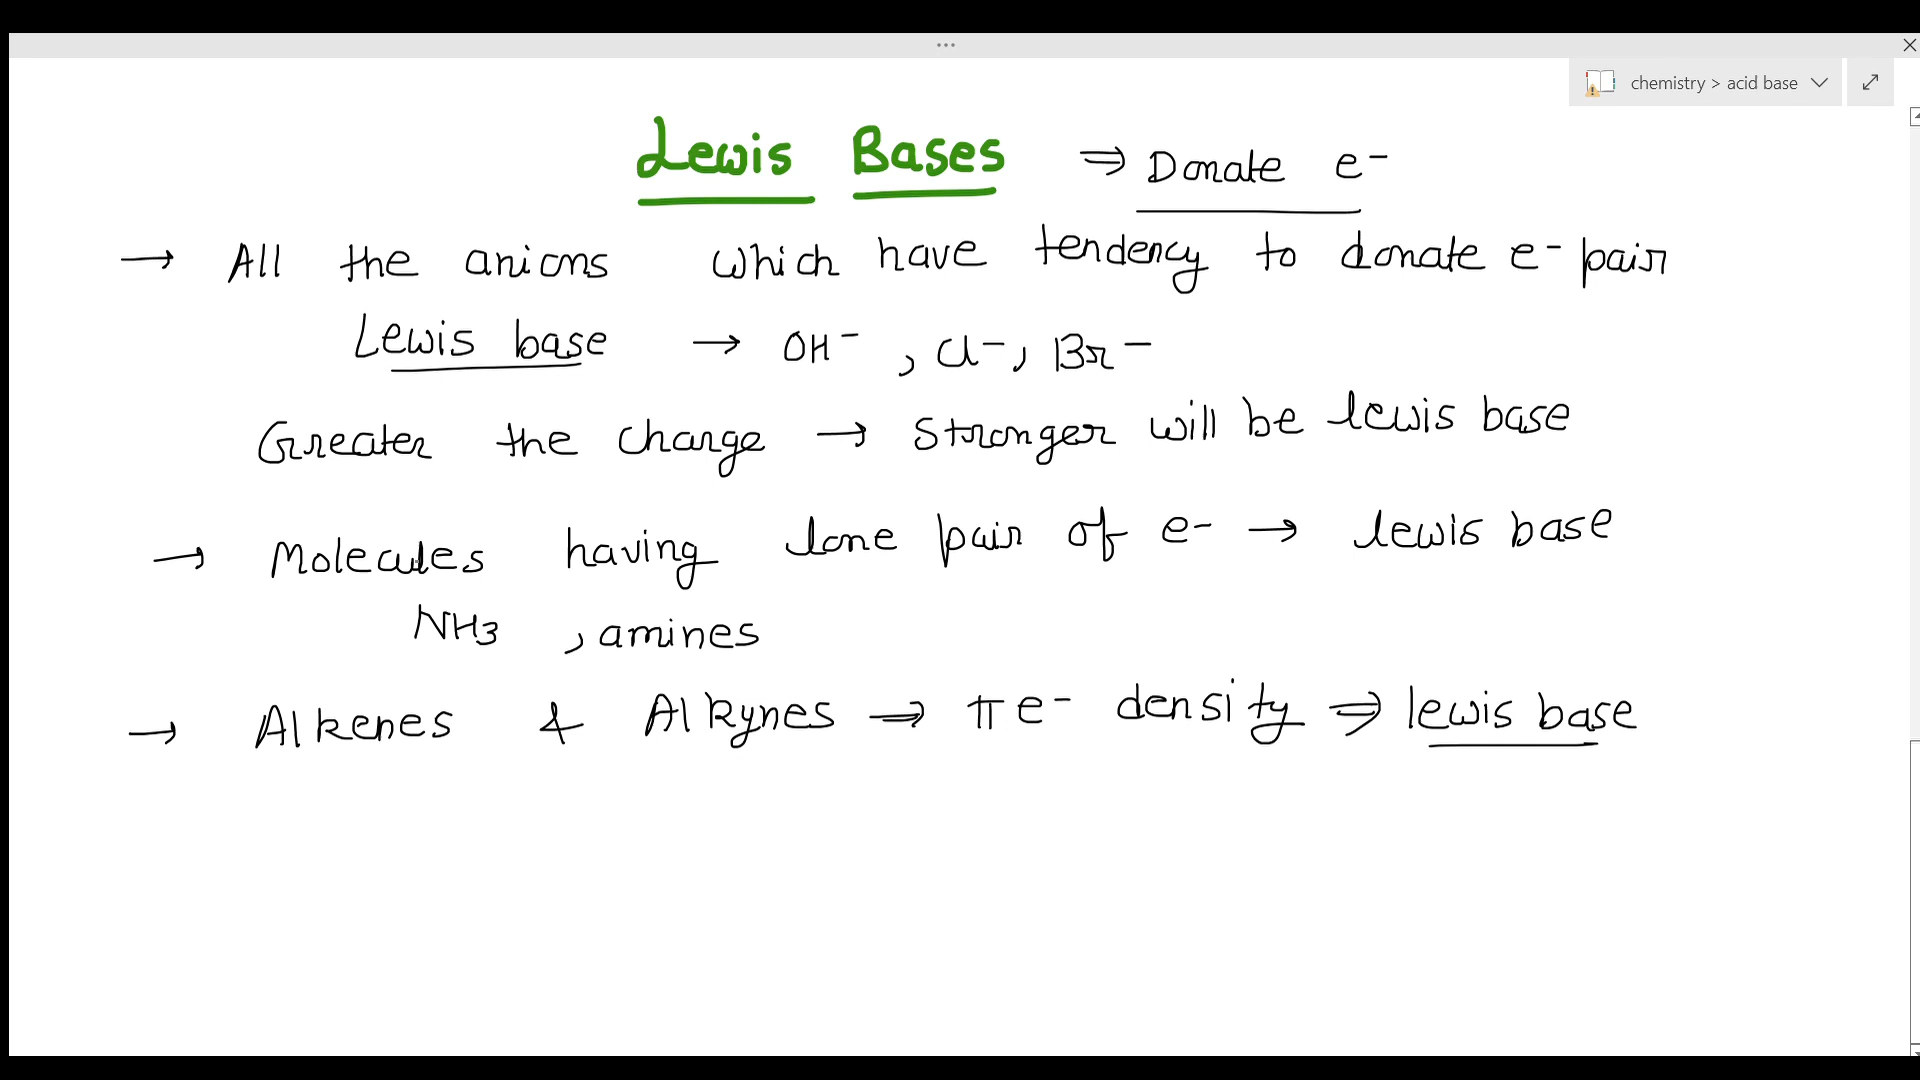 ...
chemistry > acid base
Lewis Bases ⇒ Donate e⁻
→ All the anions which have tendency to donate e⁻ pair
Lewis base → OH⁻, Cl⁻, Br⁻
Greater the charge → Stronger will be lewis base
→ Molecules having lone pair of e⁻ → lewis base
NH3, amines
→ Alkenes & Alkynes → π e⁻ density ⇒ lewis base